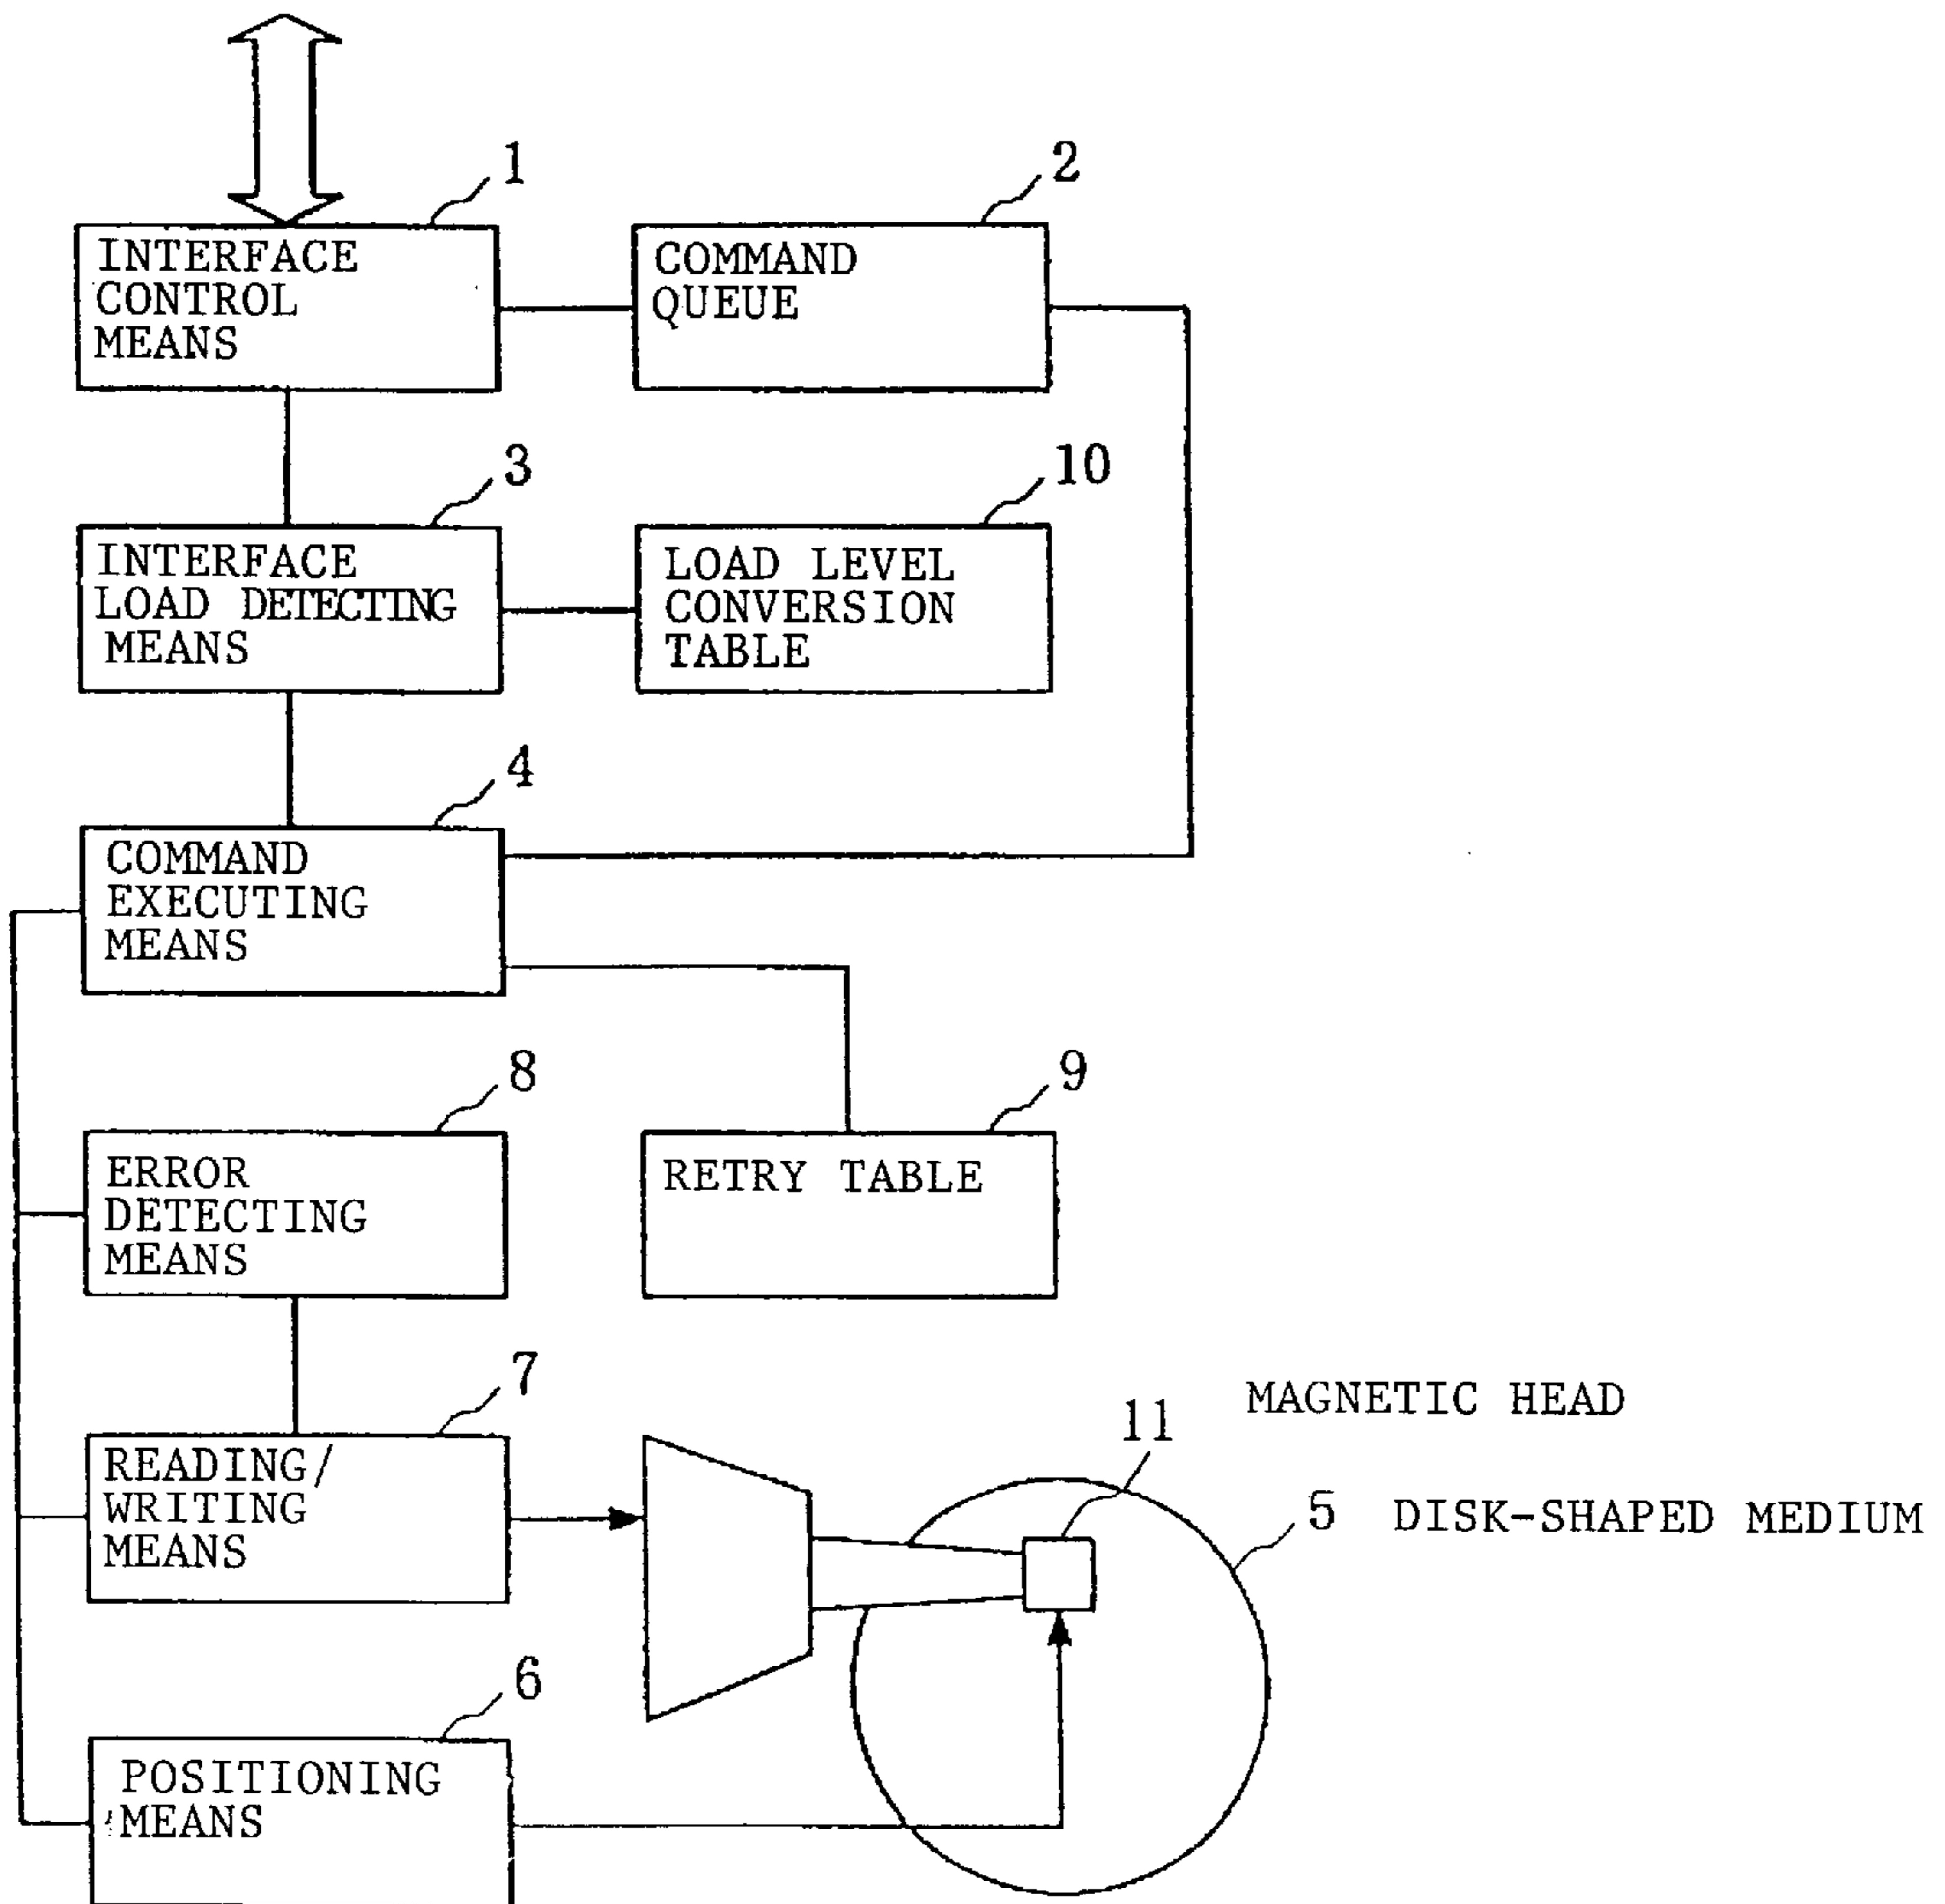 1
2
INTERFACE
CONTROL
MEANS
COMMAND
QUEUE
3
10
INTERFACE
LOAD DETECTING
MEANS
LOAD LEVEL
CONVERSION
TABLE
4
COMMAND
EXECUTING
MEANS
8
9
ERROR
DETECTING
MEANS
RETRY TABLE
7
READING/
WRITING
MEANS
11
MAGNETIC HEAD
5 DISK-SHAPED MEDIUM
6
POSITIONING
MEANS